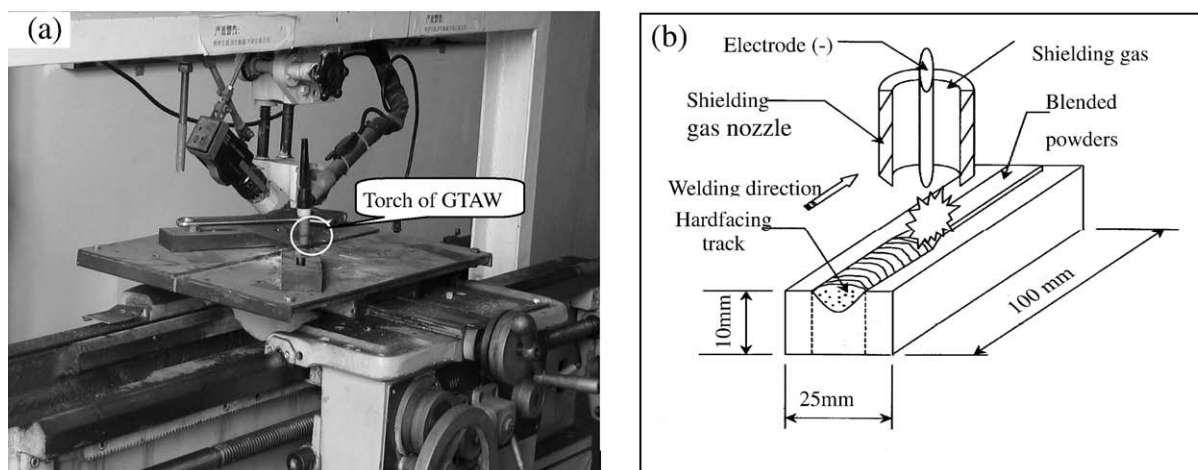 (a)
Torch of GTAW
(b)
Electrode (-)
Shielding gas
Shielding
gas nozzle
Blended
powders
Welding direction
Hardfacing
track
10mm
100 mm
25mm